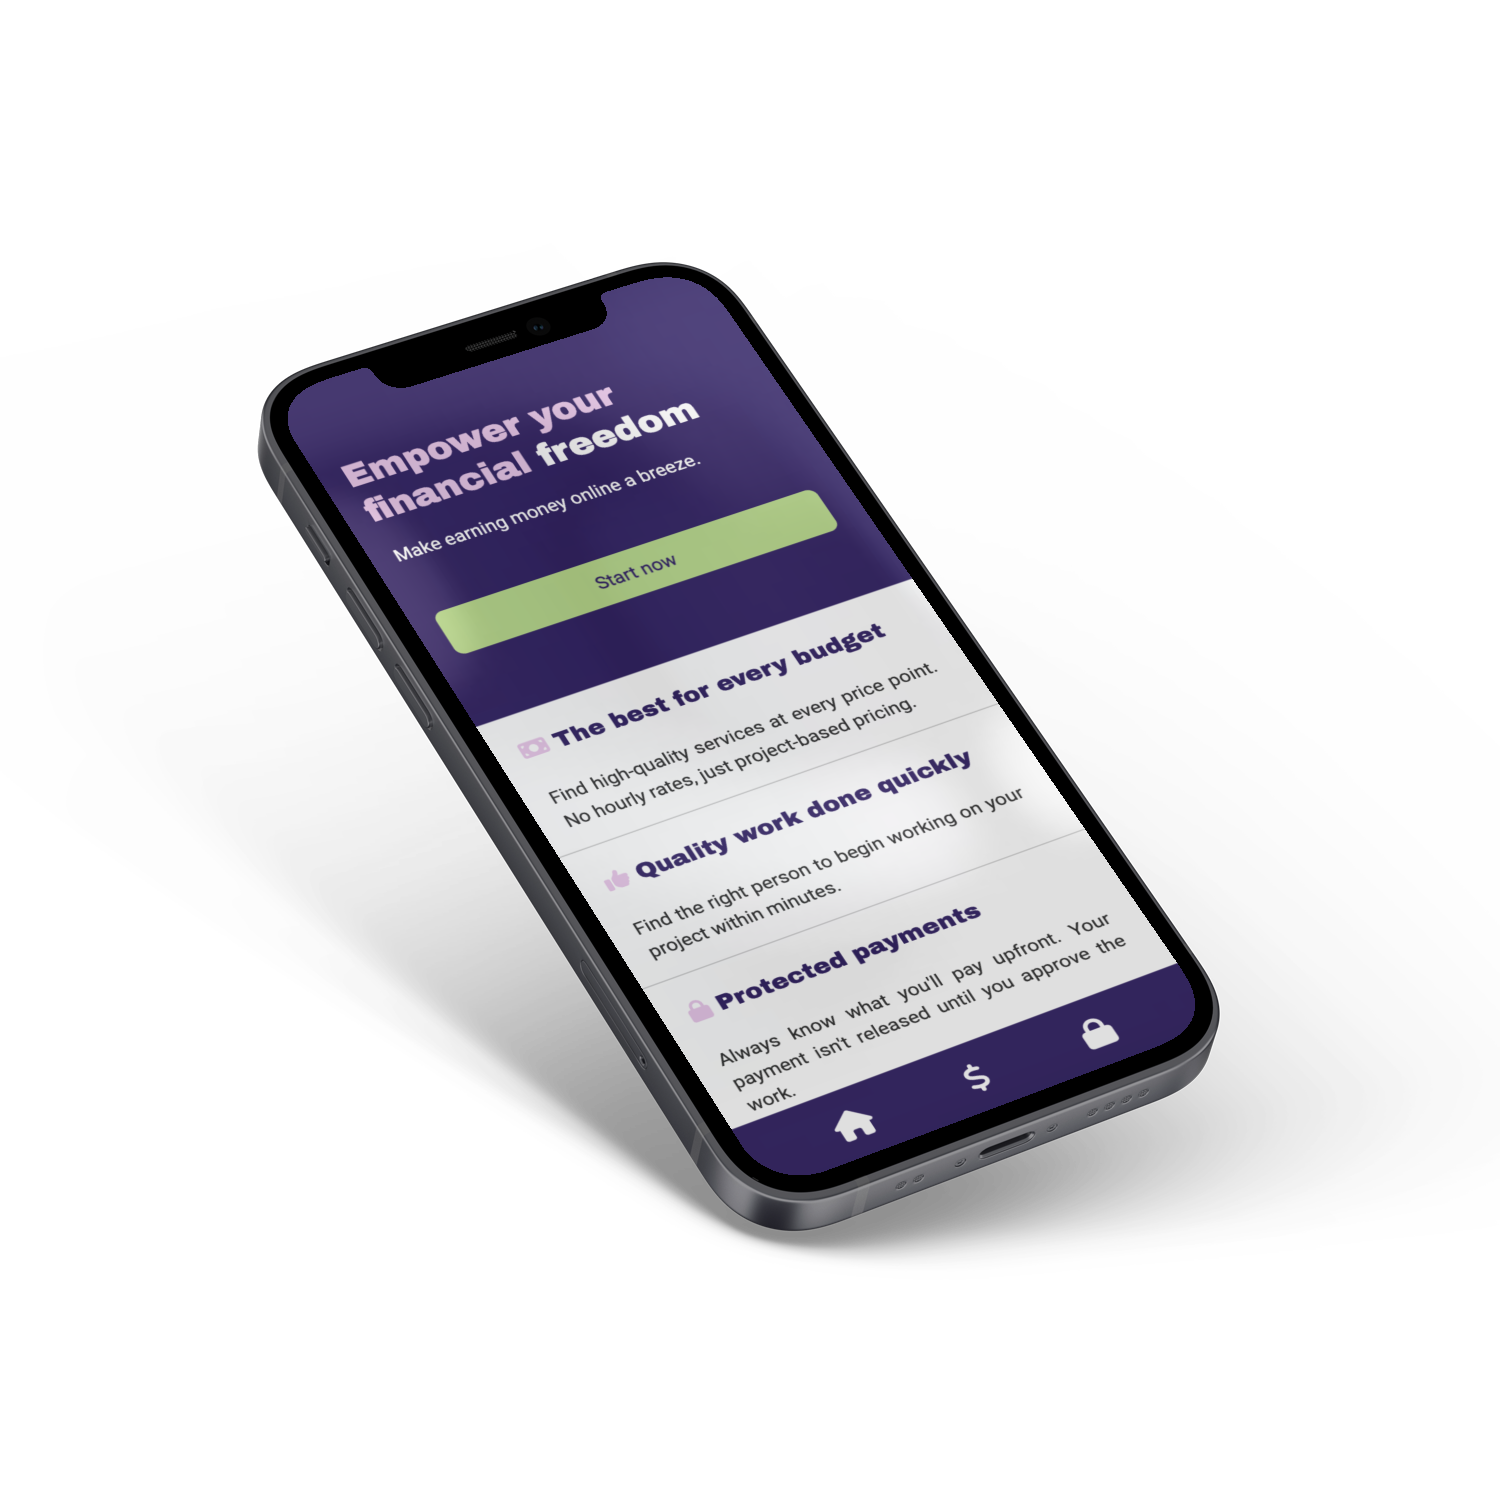 Empower your
financial freedom
Make earning money online a breeze.
Start now
The best for every budget
Find high-quality services at every price point.
No hourly rates, just project-based pricing.
Quality work done quickly
Find the right person to begin working on your
project within minutes.
Protected payments
Always know what you'll pay upfront. Your
payment isn't released until you approve the
work.